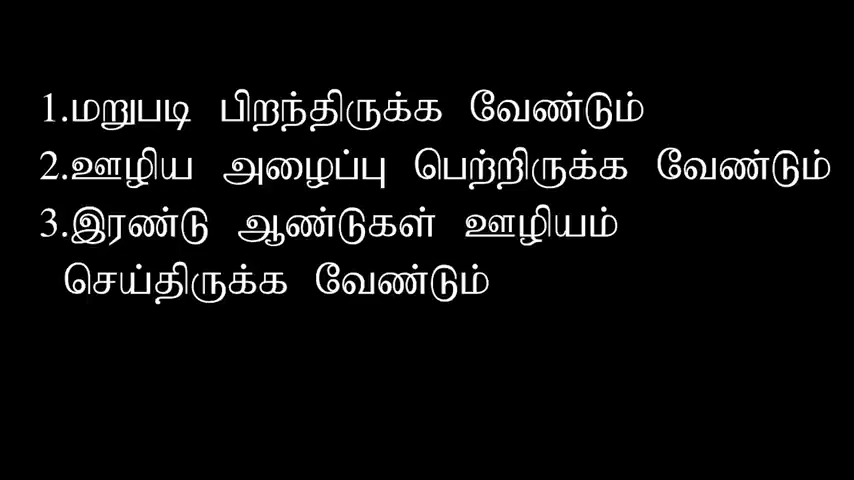 1.மறுபடி பிறந்திருக்க வேண்டும்
2.ஊழிய அழைப்பு பெற்றிருக்க வேண்டும்
3.இரண்டு ஆண்டுகள் ஊழியம்
செய்திருக்க வேண்டும்